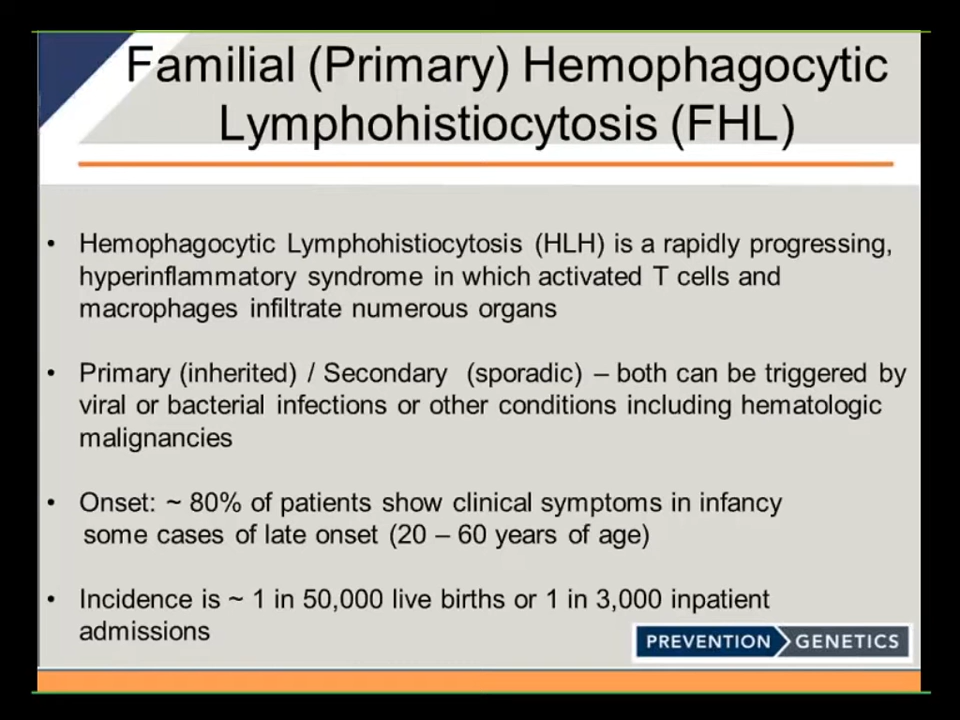 Familial (Primary) Hemophagocytic
Lymphohistiocytosis (FHL)
• Hemophagocytic Lymphohistiocytosis (HLH) is a rapidly progressing,
hyperinflammatory syndrome in which activated T cells and
macrophages infiltrate numerous organs
• Primary (inherited) / Secondary (sporadic) – both can be triggered by
viral or bacterial infections or other conditions including hematologic
malignancies
• Onset: ~ 80% of patients show clinical symptoms in infancy
some cases of late onset (20 – 60 years of age)
• Incidence is ~ 1 in 50,000 live births or 1 in 3,000 inpatient
admissions
PREVENTION GENETICS